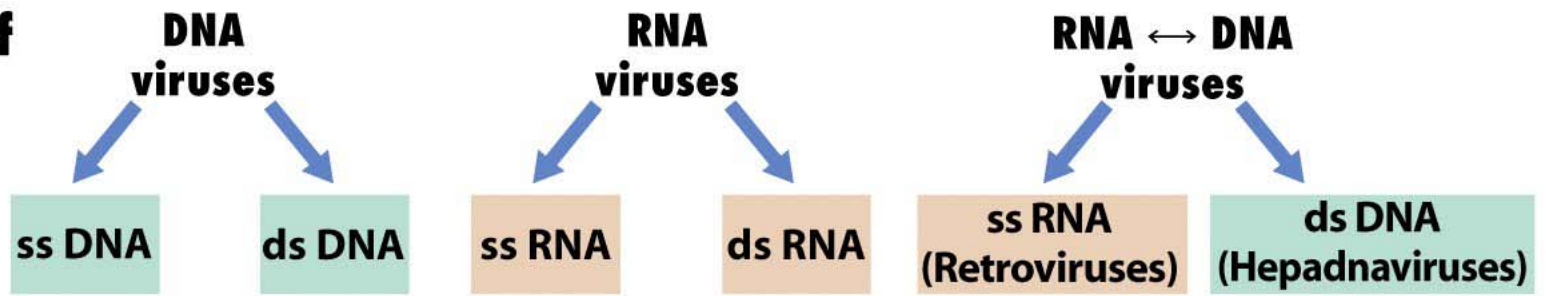 f
DNA
viruses
RNA
viruses
RNA ↔ DNA
viruses
ss DNA
ds DNA
ss RNA
ds RNA
ss RNA
(Retroviruses)
ds DNA
(Hepadnaviruses)